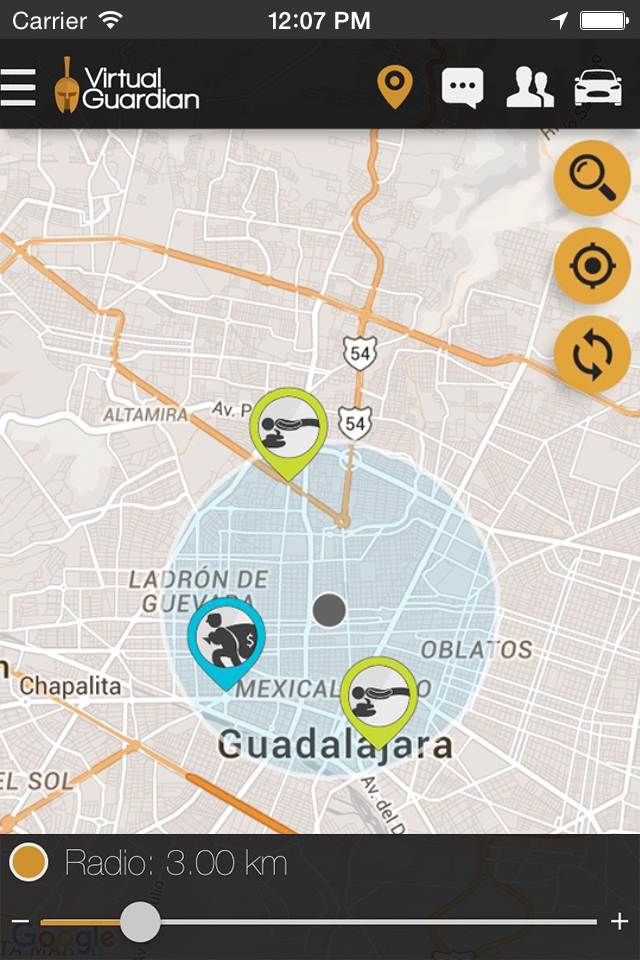 Carrier 12:07 PM
Virtual
Guardian
54
ALTAMIRA
Av. P
54
LADRÓN DE
GUEVARA
OBLATOS
Chapalita
MEXICAL
O
Guadalajara
EL SOL
Av. del D
$
Radio: 3.00 km
− +
Google